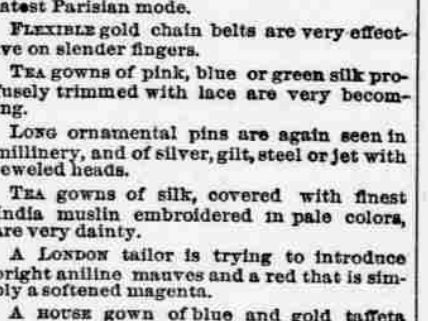 atest Parisian mode.
FLEXIBLE gold chain belts are very effect-
ve on slender fingers.
TEA gowns of pink, blue or green silk pro-
fusely trimmed with lace are very becom-
ng.
LONG ornamental pins are again seen in
millinery, and of silver, gilt, steel or jet with
eweled heads.
TEA gowns of silk, covered with finest
India muslin embroidered in pale colors,
are very dainty.
A LONDON tailor is trying to introduce
bright aniline mauves and a red that is sim-
ply a softened magenta.
A HOUSE gown of blue and gold taffeta